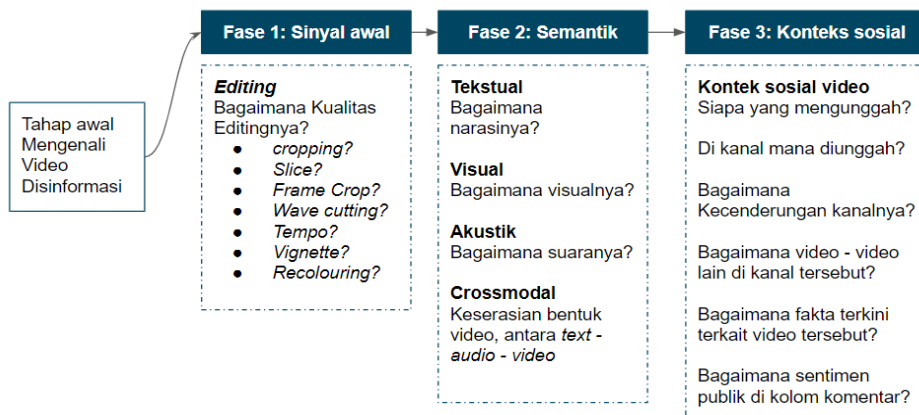 Tahap awal
Mengenali
Video
Disinformasi
Fase 1: Sinyal awal
Editing
Bagaimana Kualitas
Editingnya?
● cropping?
● Slice?
● Frame Crop?
● Wave cutting?
● Tempo?
● Vignette?
● Recolouring?
Fase 2: Semantik
Tekstual
Bagaimana
narasinya?
Visual
Bagaimana visualnya?
Akustik
Bagaimana suaranya?
Crossmodal
Keserasian bentuk
video, antara text -
audio - video
Fase 3: Konteks sosial
Kontek sosial video
Siapa yang mengunggah?
Di kanal mana diunggah?
Bagaimana
Kecenderungan kanalnya?
Bagaimana video - video
lain di kanal tersebut?
Bagaimana fakta terkini
terkait video tersebut?
Bagaimana sentimen
publik di kolom komentar?